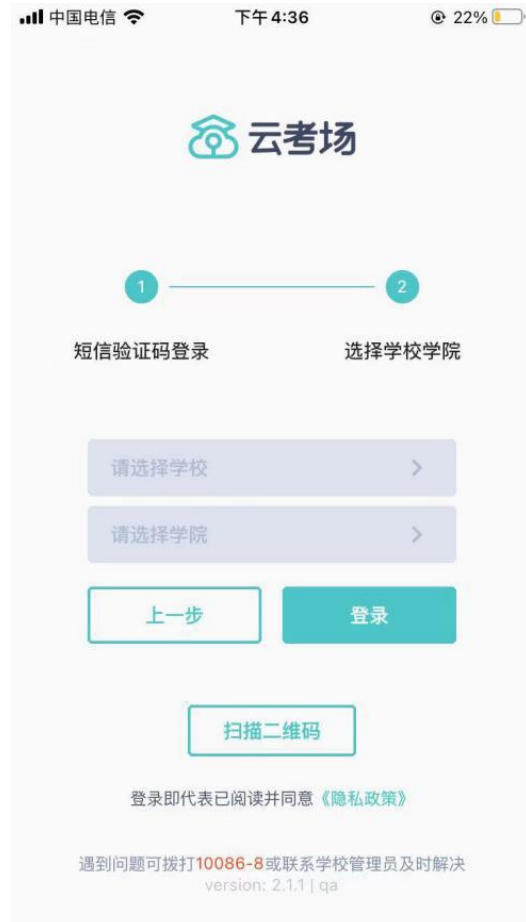 中国电信 下午4:36 22%
云考场
1 2
短信验证码登录 选择学校学院
请选择学校
请选择学院
上一步 登录
扫描二维码
登录即代表已阅读并同意《隐私政策》
遇到问题可拨打10086-8或联系学校管理员及时解决
version: 2.1.1 | qa